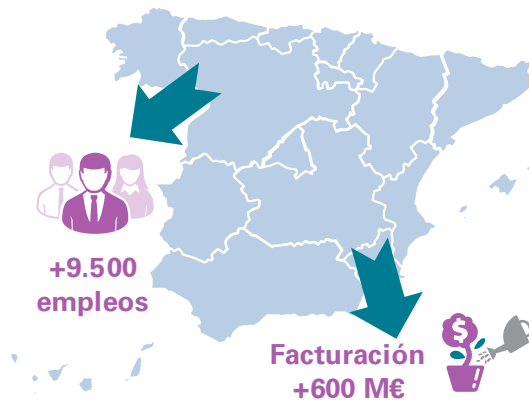 +9.500
empleos
Facturación
+600 M€
$